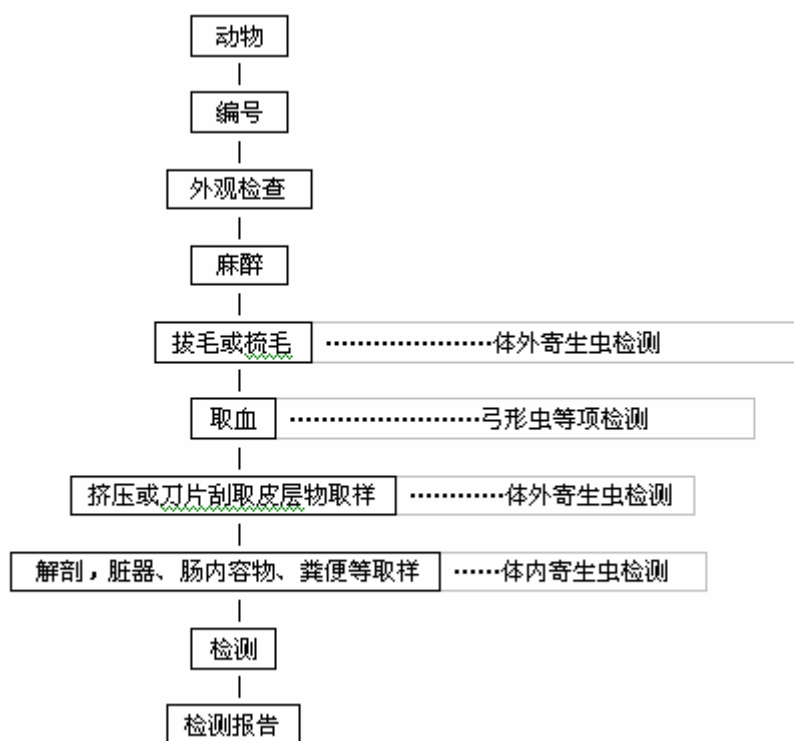 动物
编号
外观检查
麻醉
拔毛或梳毛 …………………体外寄生虫检测
取血 ……………………弓形虫等项检测
挤压或刀片刮取皮层物取样 …………体外寄生虫检测
解剖，脏器、肠内容物、粪便等取样 ……体内寄生虫检测
检测
检测报告